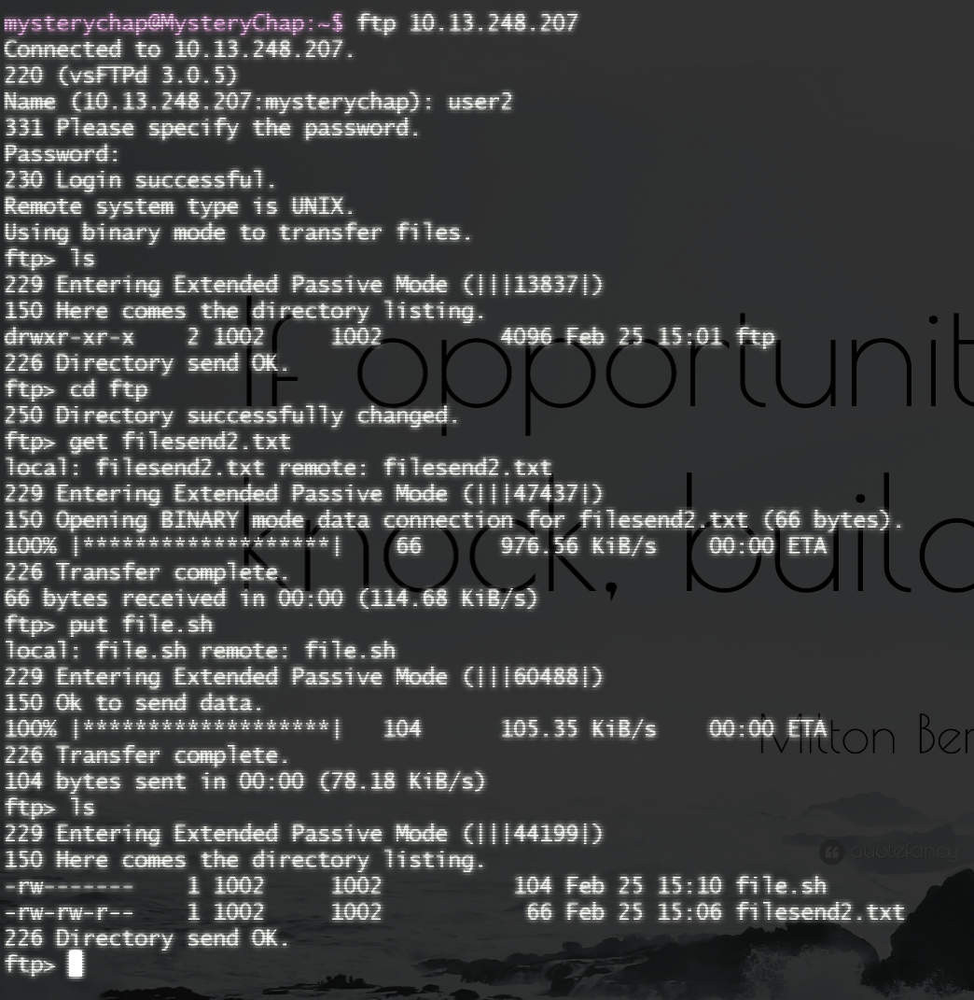 mysterychap@MysteryChap:~$ ftp 10.13.248.207
Connected to 10.13.248.207.
220 (vsFTPd 3.0.5)
Name (10.13.248.207:mysterychap): user2
331 Please specify the password.
Password:
230 Login successful.
Remote system type is UNIX.
Using binary mode to transfer files.
ftp> ls
229 Entering Extended Passive Mode (|||13837|)
150 Here comes the directory listing.
drwxr-xr-x    2 1002     1002         4096 Feb 25 15:01 ftp
226 Directory send OK.
ftp> cd ftp
250 Directory successfully changed.
ftp> get filesend2.txt
local: filesend2.txt remote: filesend2.txt
229 Entering Extended Passive Mode (|||47437|)
150 Opening BINARY mode data connection for filesend2.txt (66 bytes).
100% |*******************|    66      976.56 KiB/s    00:00 ETA
226 Transfer complete.
66 bytes received in 00:00 (114.68 KiB/s)
ftp> put file.sh
local: file.sh remote: file.sh
229 Entering Extended Passive Mode (|||60488|)
150 Ok to send data.
100% |*******************|   104      105.35 KiB/s    00:00 ETA
226 Transfer complete.
104 bytes sent in 00:00 (78.18 KiB/s)
ftp> ls
229 Entering Extended Passive Mode (|||44199|)
150 Here comes the directory listing.
-rw-------    1 1002     1002          104 Feb 25 15:10 file.sh
-rw-rw-r--    1 1002     1002           66 Feb 25 15:06 filesend2.txt
226 Directory send OK.
ftp>
If opportunit
knock, build
Milton Ber
quotefancy